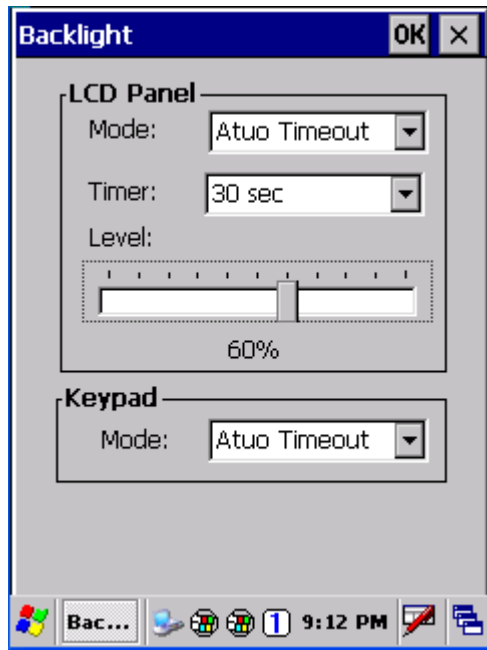 Backlight OK
LCD Panel
Mode: Atuo Timeout
Timer: 30 sec
Level:
60%
Keypad
Mode: Atuo Timeout
Bac... 1 9:12 PM